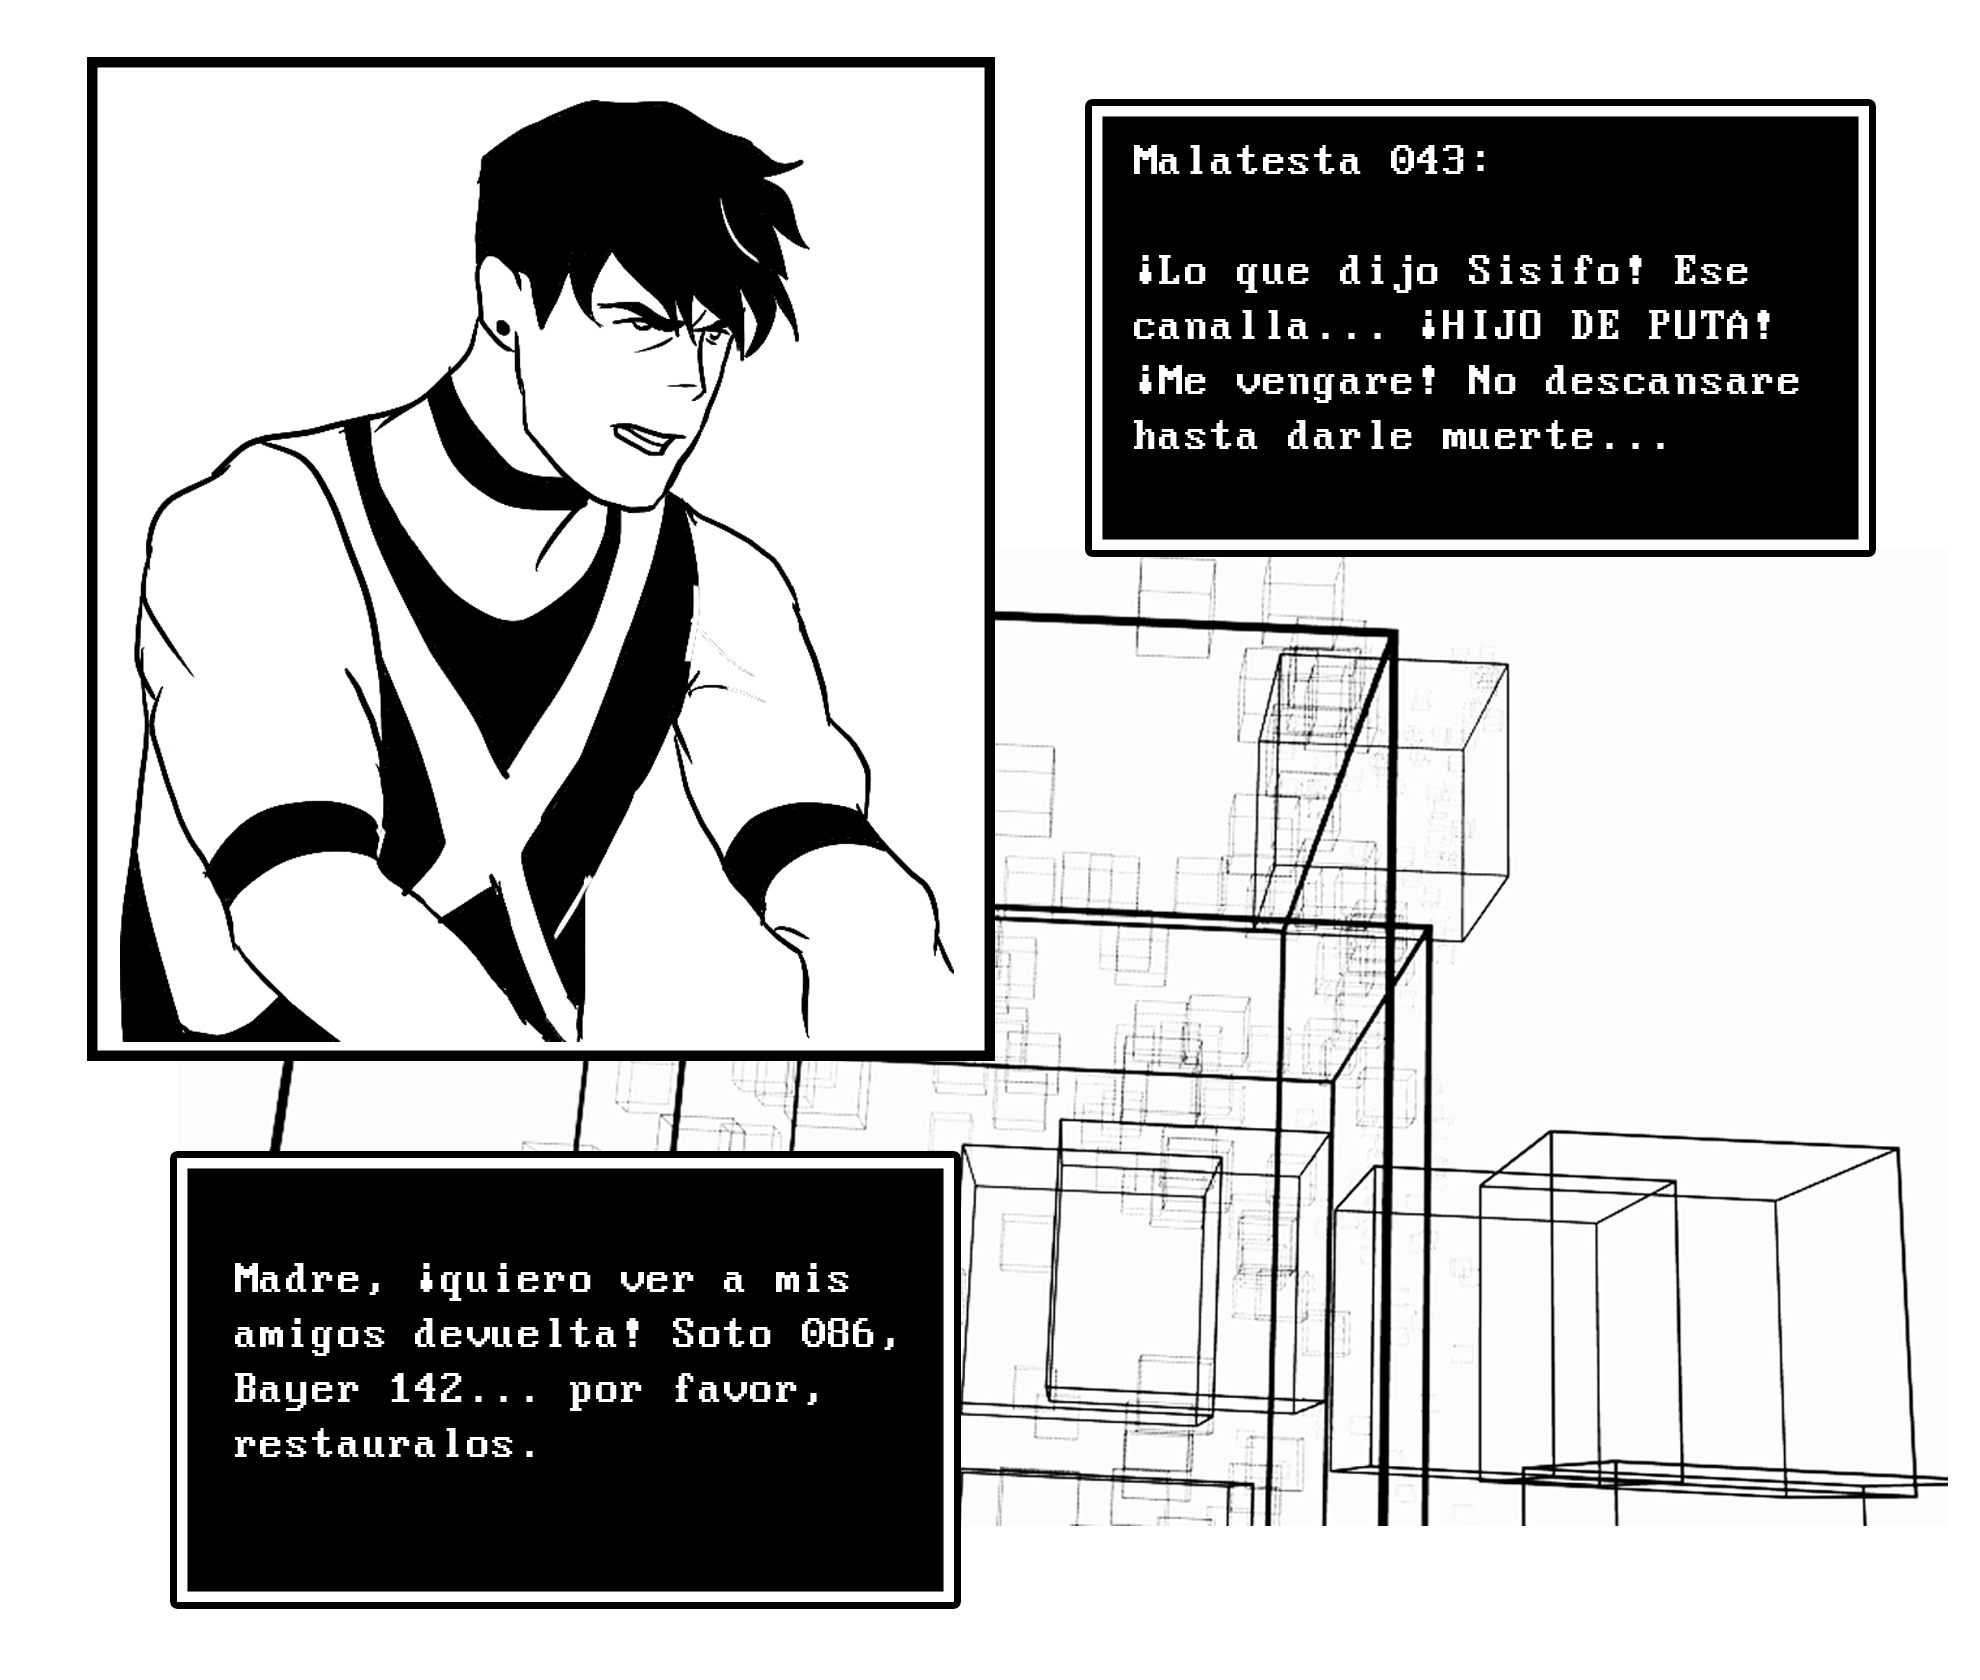 Malatesta 043:
¡Lo que dijo Sisifo! Ese
canalla... ¡HIJO DE PUTA!
¡Me vengare! No descansare
hasta darle muerte...
Madre, ¡quiero ver a mis
amigos devuelta! Soto 086,
Bayer 142... por favor,
restauralos.